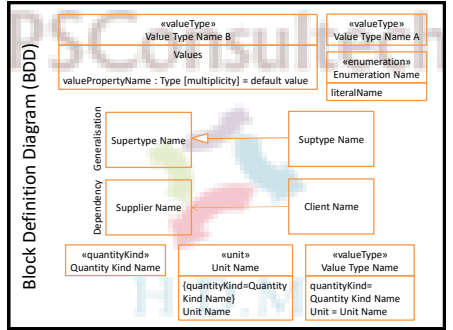 PSConsultech
Block Definition Diagram (BDD)
«valueType»
Value Type Name B
Values
valuePropertyName : Type [multiplicity] = default value
«valueType»
Value Type Name A
«enumeration»
Enumeration Name
literalName
Generalisation
Supertype Name
Suptype Name
Dependency
Supplier Name
Client Name
«quantityKind»
Quantity Kind Name
«unit»
Unit Name
{quantityKind=Quantity
Kind Name}
Unit Name
«valueType»
Value Type Name
quantityKind=
Quantity Kind Name
Unit = Unit Name